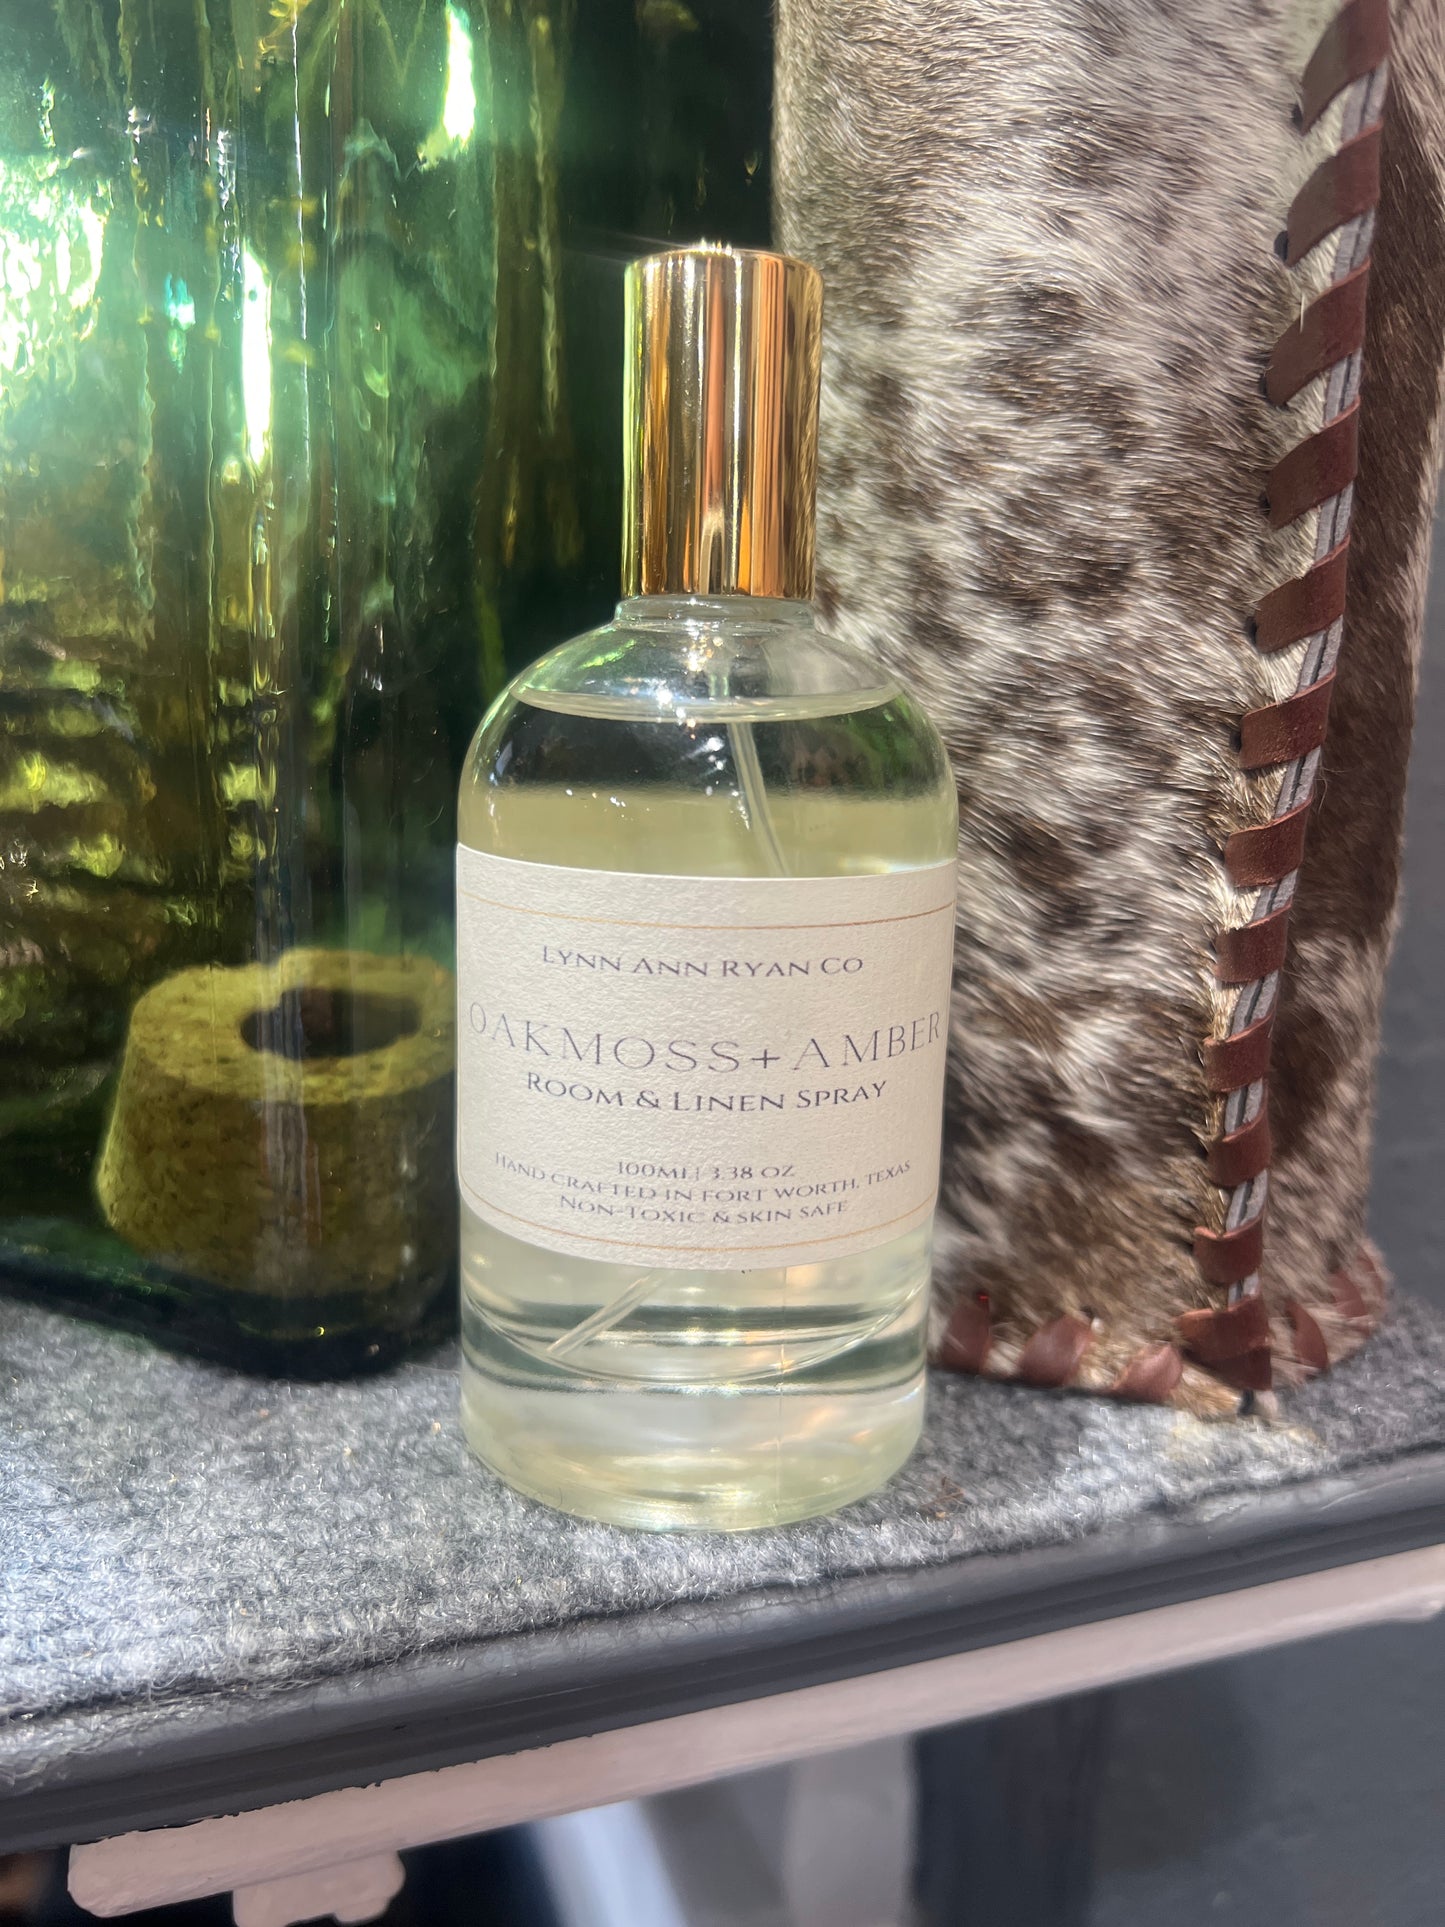 Lynn Ann Ryan Co
OAKMOSS+AMBER
Room & Linen Spray
100ml| 3.38 oz
Hand crafted in Fort Worth, Texas
Non-Toxic & skin safe